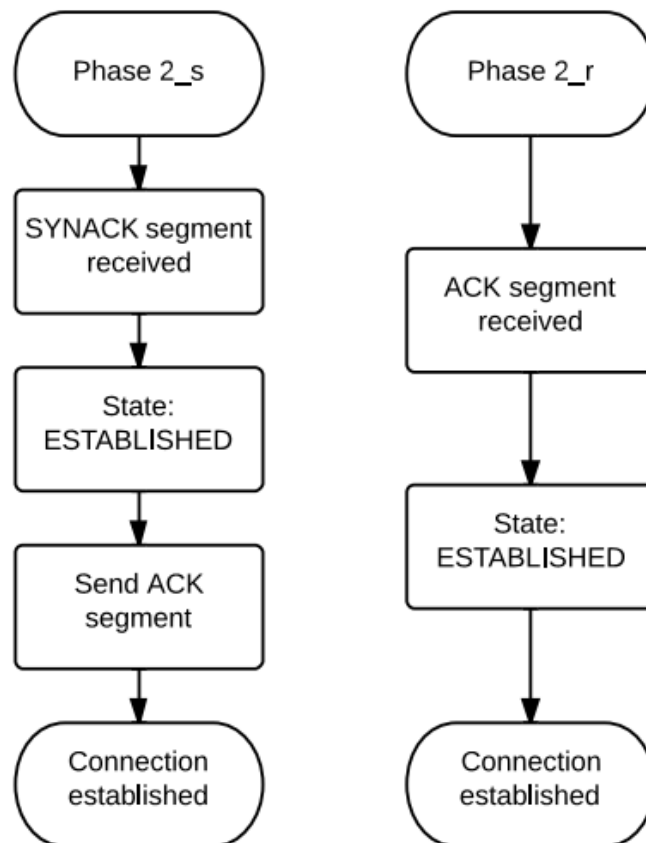 Phase 2_s
SYNACK segment
received
State:
ESTABLISHED
Send ACK
segment
Connection
established
Phase 2_r
ACK segment
received
State:
ESTABLISHED
Connection
established